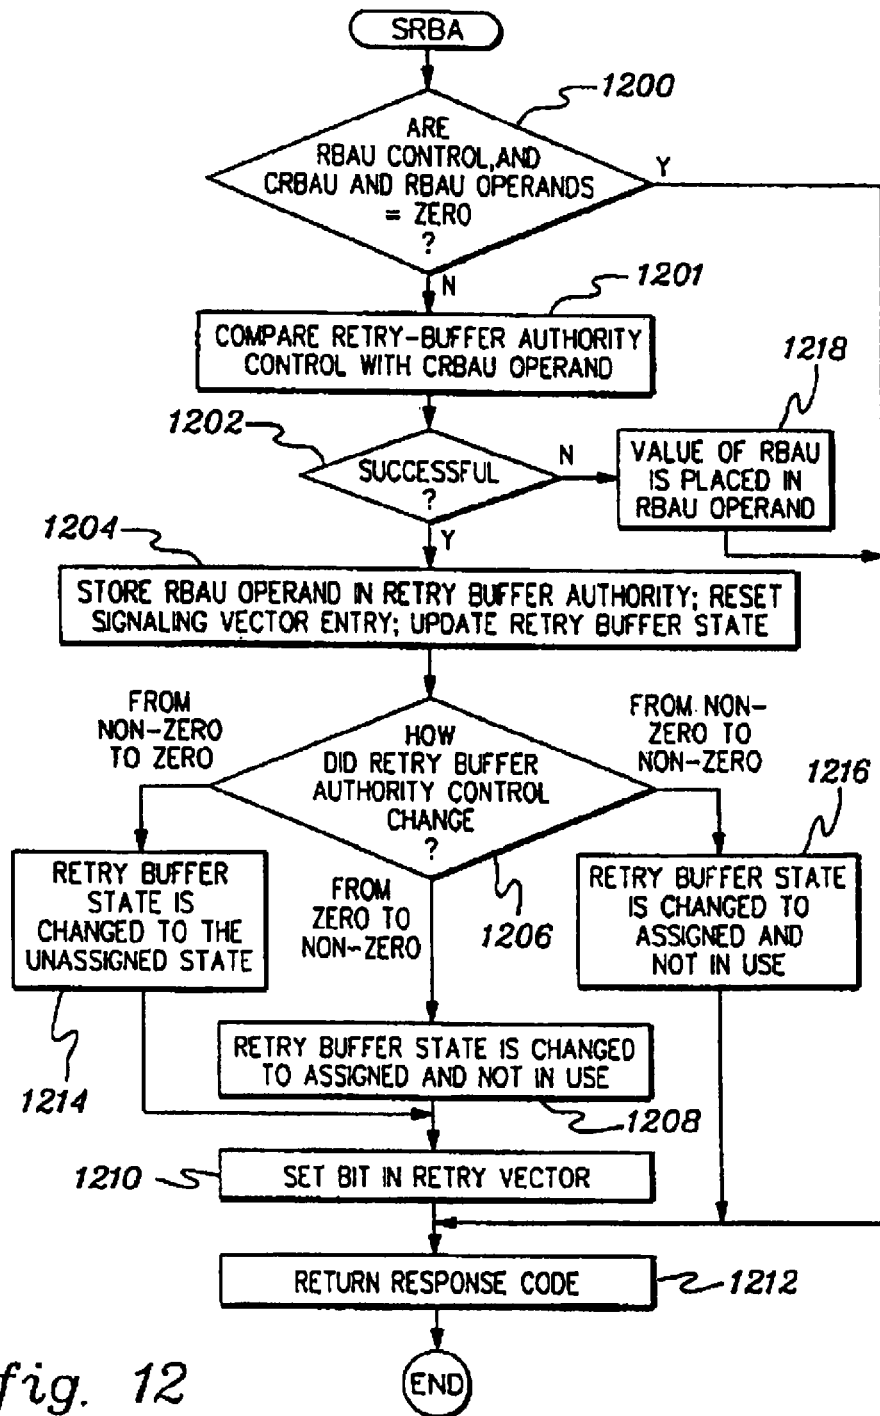 SRBA
1200
ARE
RBAU CONTROL,AND
CRBAU AND RBAU OPERANDS
= ZERO
?
Y
N
1201
COMPARE RETRY-BUFFER AUTHORITY
CONTROL WITH CRBAU OPERAND
1218
1202
SUCCESSFUL
?
N
VALUE OF RBAU
IS PLACED IN
RBAU OPERAND
Y
1204
STORE RBAU OPERAND IN RETRY BUFFER AUTHORITY; RESET
SIGNALING VECTOR ENTRY; UPDATE RETRY BUFFER STATE
FROM
NON-ZERO
TO ZERO
HOW
DID RETRY BUFFER
AUTHORITY CONTROL
CHANGE
?
FROM NON-
ZERO TO
NON-ZERO
1216
RETRY BUFFER
STATE IS
CHANGED TO THE
UNASSIGNED STATE
FROM
ZERO TO
NON-ZERO
1206
RETRY BUFFER STATE
IS CHANGED TO
ASSIGNED AND
NOT IN USE
1214
RETRY BUFFER STATE IS CHANGED
TO ASSIGNED AND NOT IN USE
1208
1210
SET BIT IN RETRY VECTOR
RETURN RESPONSE CODE
1212
END
fig. 12